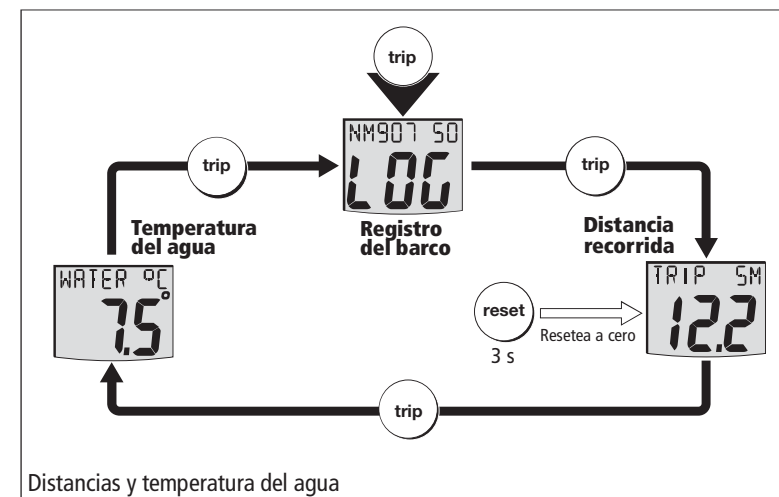 trip
NM907 50
LOG
trip
trip
Temperatura
del agua
Registro
del barco
Distancia
recorrida
WATER ºC
7.5°
reset
3 s
Resetea a cero
TRIP SM
12.2
trip
Distancias y temperatura del agua